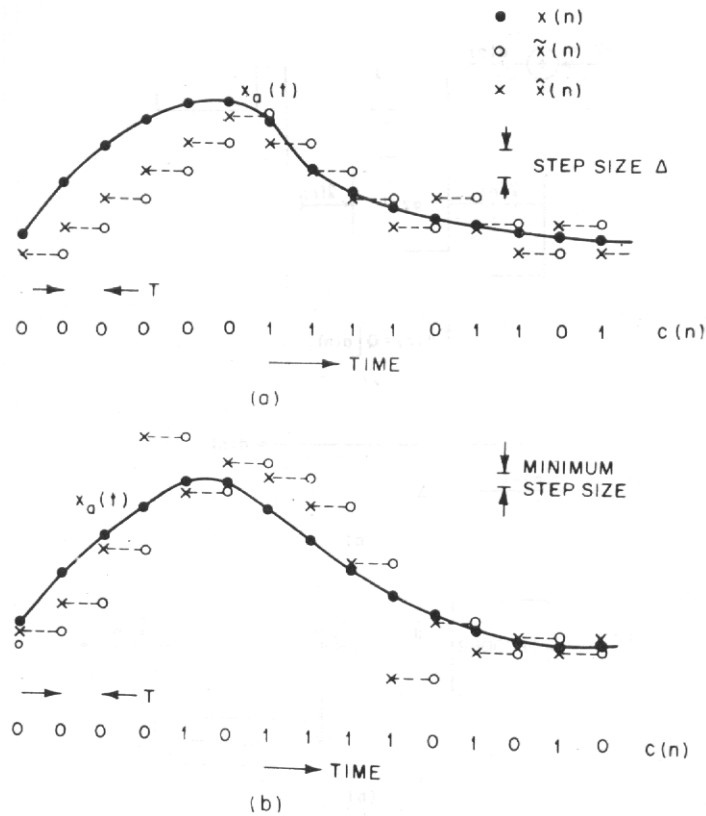 x(n)
x̃(n)
x̂(n)
xₐ(t)
STEP SIZE Δ
T
0 0 0 0 0 0 1 1 1 1 0 1 1 0 1 c(n)
TIME
(a)
MINIMUM
STEP SIZE
xₐ(t)
T
0 0 0 0 1 0 1 1 1 1 0 1 0 1 0 c(n)
TIME
(b)